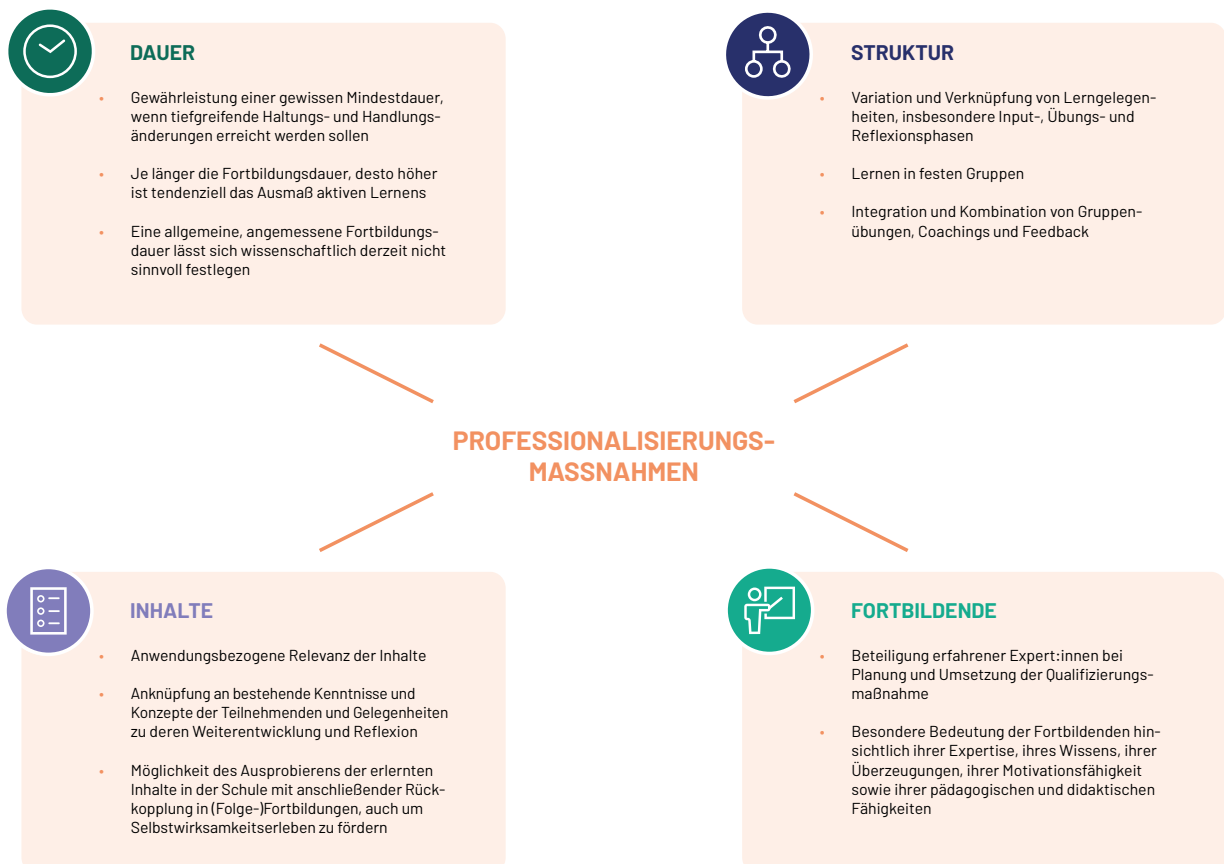 DAUER
Gewährleistung einer gewissen Mindestdauer,
wenn tiefgreifende Haltungs- und Handlungs-
änderungen erreicht werden sollen
Je länger die Fortbildungsdauer, desto höher
ist tendenziell das Ausmaß aktiven Lernens
Eine allgemeine, angemessene Fortbildungs-
dauer lässt sich wissenschaftlich derzeit nicht
sinnvoll festlegen
STRUKTUR
Variation und Verknüpfung von Lerngelegen-
heiten, insbesondere Input-, Übungs- und
Reflexionsphasen
Lernen in festen Gruppen
Integration und Kombination von Gruppen-
übungen, Coachings und Feedback
PROFESSIONALISIERUNGS-
MASSNAHMEN
INHALTE
Anwendungsbezogene Relevanz der Inhalte
Anknüpfung an bestehende Kenntnisse und
Konzepte der Teilnehmenden und Gelegenheiten
zu deren Weiterentwicklung und Reflexion
Möglichkeit des Ausprobierens der erlernten
Inhalte in der Schule mit anschließender Rück-
kopplung in (Folge-)Fortbildungen, auch um
Selbstwirksamkeitserleben zu fördern
FORTBILDENDE
Beteiligung erfahrener Expert:innen bei
Planung und Umsetzung der Qualifizierungs-
maßnahme
Besondere Bedeutung der Fortbildenden hin-
sichtlich ihrer Expertise, ihres Wissens, ihrer
Überzeugungen, ihrer Motivationsfähigkeit
sowie ihrer pädagogischen und didaktischen
Fähigkeiten